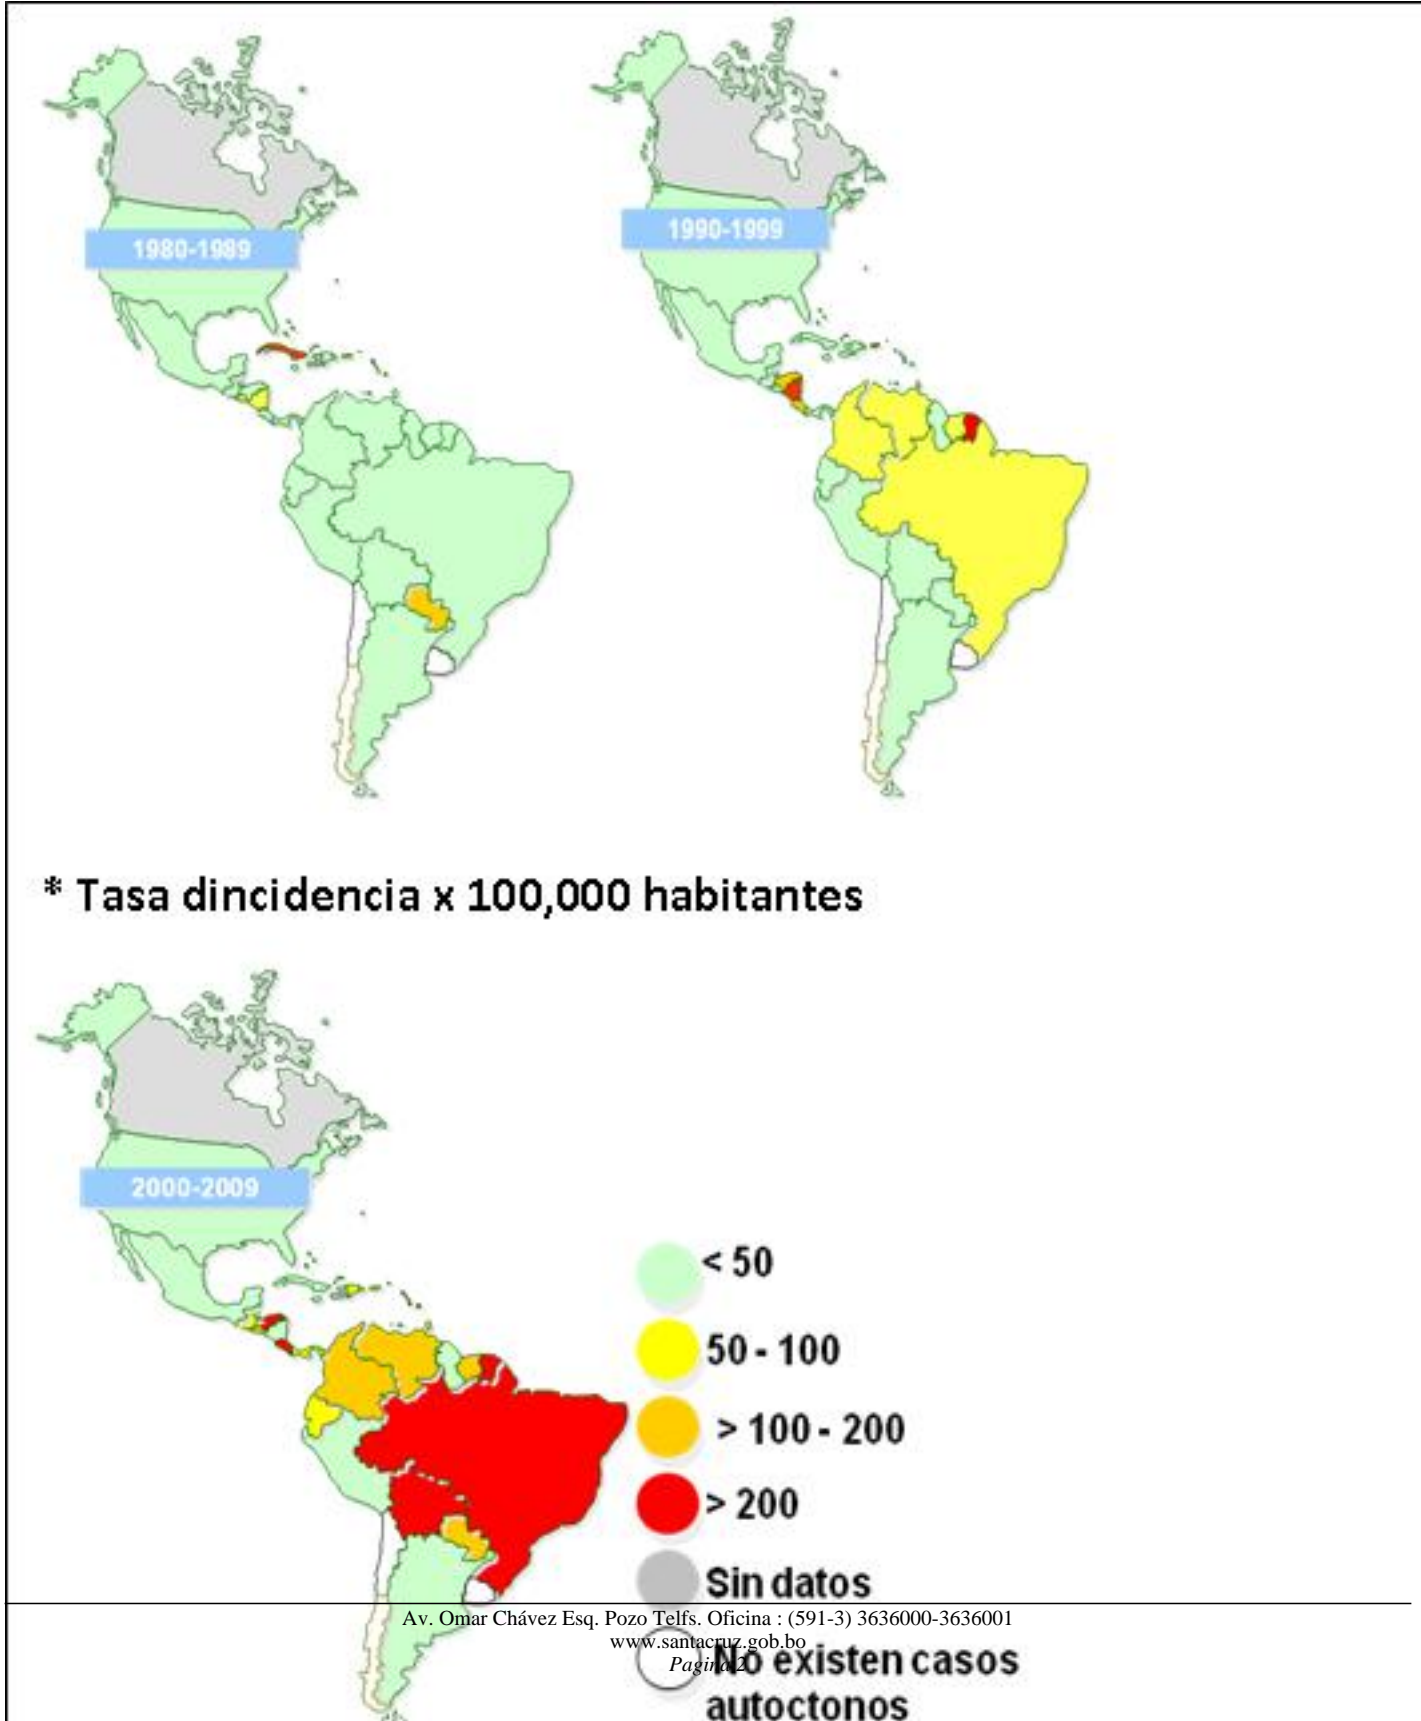 1980-1989
1990-1999
* Tasa dincidencia x 100,000 habitantes
2000-2009
< 50
50 - 100
> 100 - 200
> 200
Sin datos
Av. Omar Chávez Esq. Pozo Telfs. Oficina : (591-3) 3636000-3636001
www.santacruz.gob.bo
Pagina 2
No existen casos
autoctonos